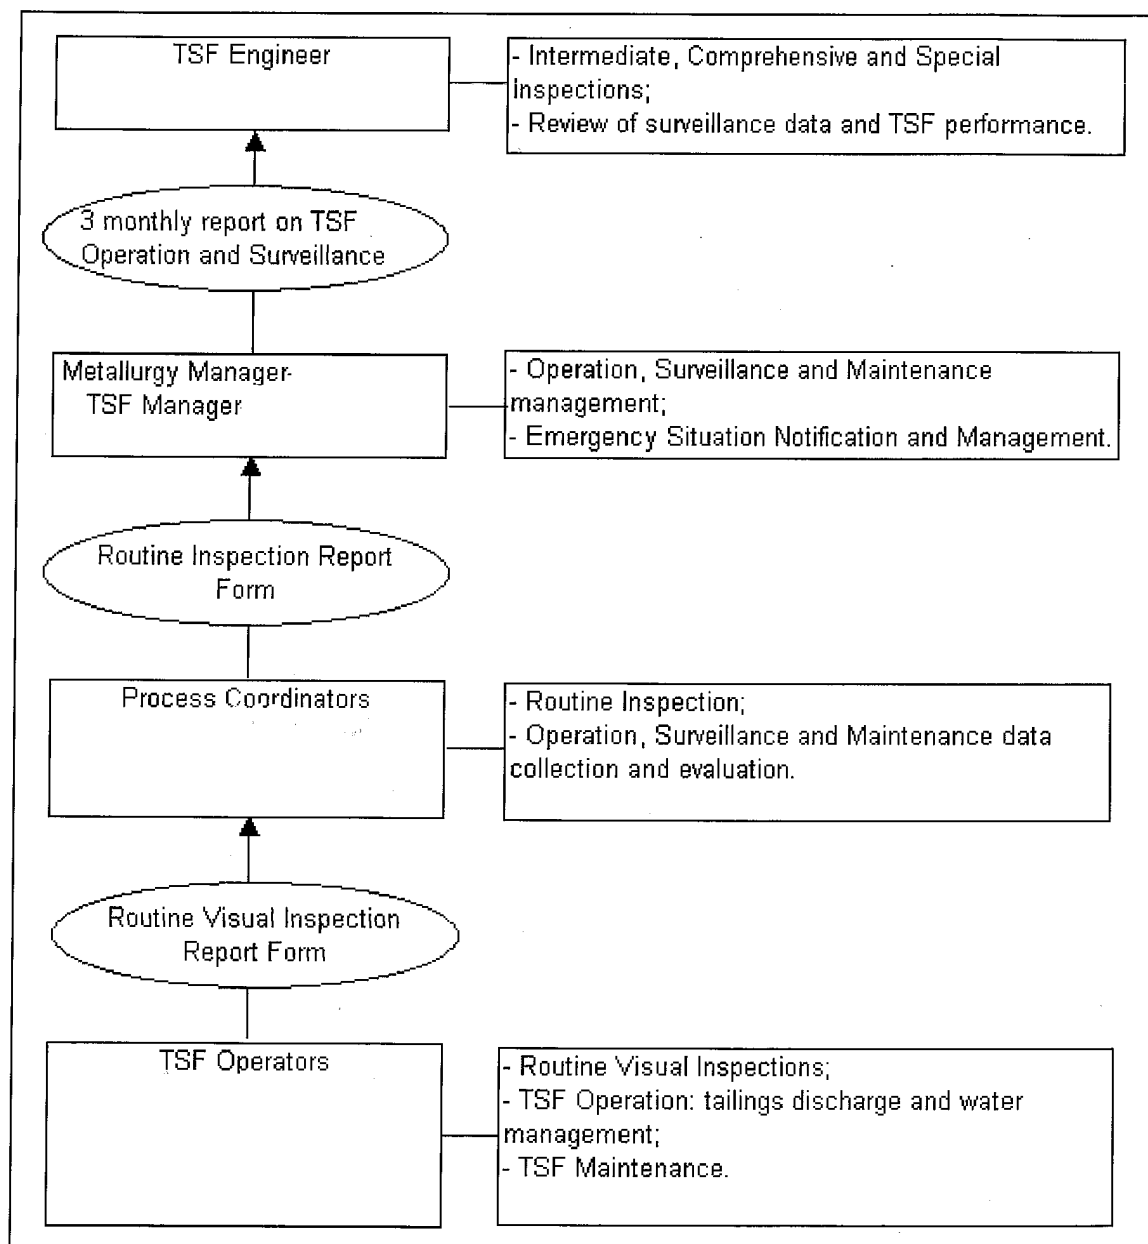 TSF Engineer
- Intermediate, Comprehensive and Special
inspections;
- Review of surveillance data and TSF performance.
3 monthly report on TSF
Operation and Surveillance
Metallurgy Manager-
TSF Manager
- Operation, Surveillance and Maintenance
management;
- Emergency Situation Notification and Management.
Routine Inspection Report
Form
Process Coordinators
- Routine Inspection;
- Operation, Surveillance and Maintenance data
collection and evaluation.
Routine Visual Inspection
Report Form
TSF Operators
- Routine Visual Inspections;
- TSF Operation: tailings discharge and water
management;
- TSF Maintenance.